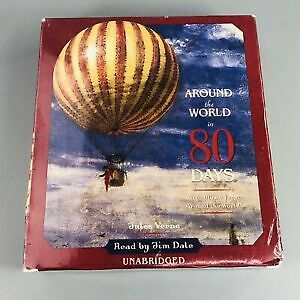 AROUND
the
WORLD
in
80
DAYS
Jules Verne
Read by Jim Dale
UNABRIDGED